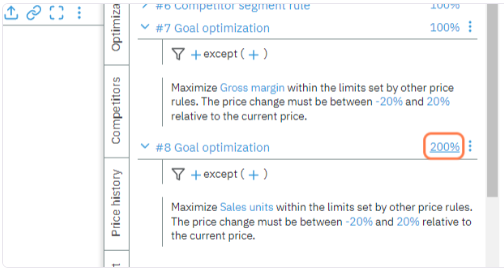 #6 Competitor segment rule 100%
#7 Goal optimization 100%
+ except ( + )
Maximize Gross margin within the limits set by other price
rules. The price change must be between -20% and 20%
relative to the current price.
#8 Goal optimization 200%
+ except ( + )
Maximize Sales units within the limits set by other price rules.
The price change must be between -20% and 20% relative to
the current price.
Optimiza
Competitors
Price history